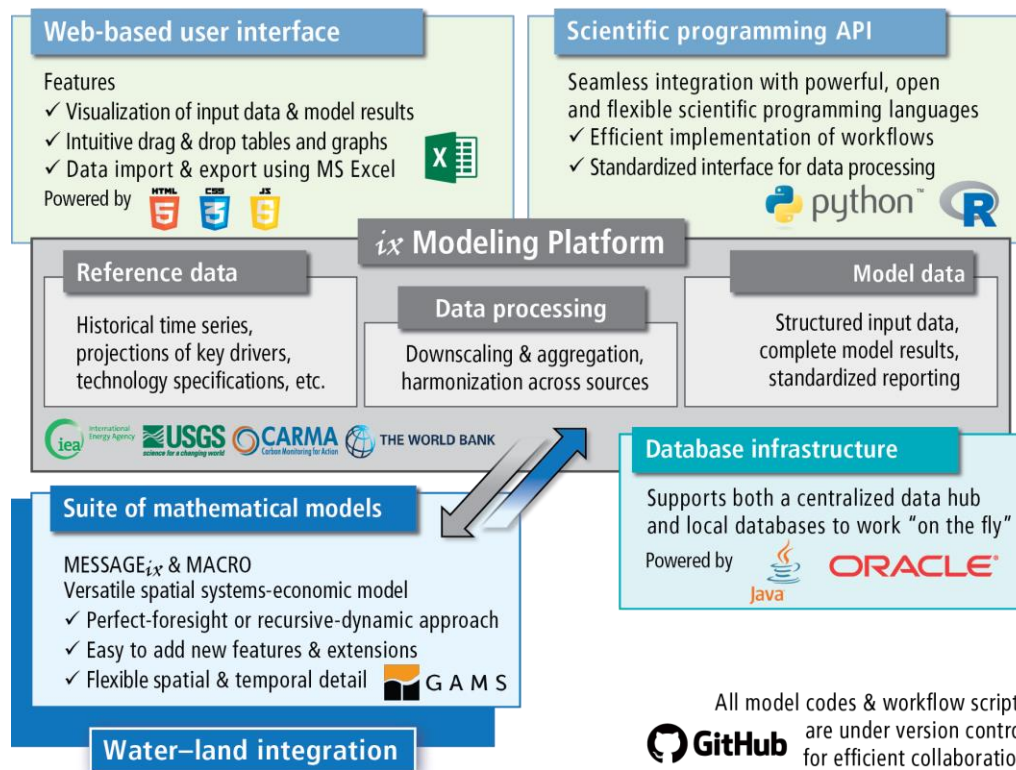 Web-based user interface
Features
✓ Visualization of input data & model results
✓ Intuitive drag & drop tables and graphs
✓ Data import & export using MS Excel
X
Powered by
HTML
5
CSS
3
JS
5
Scientific programming API
Seamless integration with powerful, open
and flexible scientific programming languages
✓ Efficient implementation of workflows
✓ Standardized interface for data processing
python™
R
ix Modeling Platform
Reference data
Historical time series,
projections of key drivers,
technology specifications, etc.
Data processing
Downscaling & aggregation,
harmonization across sources
Model data
Structured input data,
complete model results,
standardized reporting
iea
International
Energy Agency
USGS
science for a changing world
CARMA
Carbon Monitoring for Action
THE WORLD BANK
Suite of mathematical models
MESSAGEix & MACRO
Versatile spatial systems-economic model
✓ Perfect-foresight or recursive-dynamic approach
✓ Easy to add new features & extensions
✓ Flexible spatial & temporal detail
GAMS
Water–land integration
Database infrastructure
Supports both a centralized data hub
and local databases to work “on the fly”
Powered by
Java
ORACLE®
All model codes & workflow script
are under version contro
GitHub
for efficient collaboratio